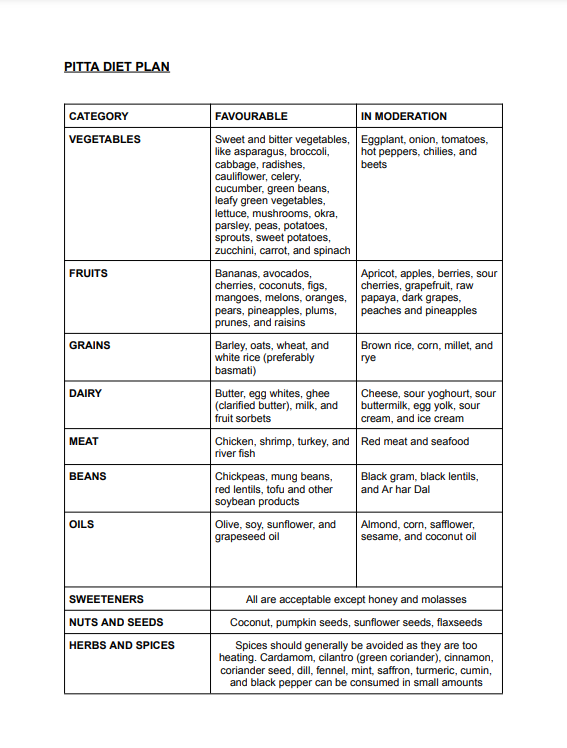 PITTA DIET PLAN
CATEGORY FAVOURABLE IN MODERATION
VEGETABLES
Sweet and bitter vegetables,
like asparagus, broccoli,
cabbage, radishes,
cauliflower, celery,
cucumber, green beans,
leafy green vegetables,
lettuce, mushrooms, okra,
parsley, peas, potatoes,
sprouts, sweet potatoes,
zucchini, carrot, and spinach
Eggplant, onion, tomatoes,
hot peppers, chilies, and
beets
FRUITS
Bananas, avocados,
cherries, coconuts, figs,
mangoes, melons, oranges,
pears, pineapples, plums,
prunes, and raisins
Apricot, apples, berries, sour
cherries, grapefruit, raw
papaya, dark grapes,
peaches and pineapples
GRAINS
Barley, oats, wheat, and
white rice (preferably
basmati)
Brown rice, corn, millet, and
rye
DAIRY
Butter, egg whites, ghee
(clarified butter), milk, and
fruit sorbets
Cheese, sour yoghourt, sour
buttermilk, egg yolk, sour
cream, and ice cream
MEAT
Chicken, shrimp, turkey, and
river fish
Red meat and seafood
BEANS
Chickpeas, mung beans,
red lentils, tofu and other
soybean products
Black gram, black lentils,
and Ar har Dal
OILS
Olive, soy, sunflower, and
grapeseed oil
Almond, corn, safflower,
sesame, and coconut oil
SWEETENERS
All are acceptable except honey and molasses
NUTS AND SEEDS
Coconut, pumpkin seeds, sunflower seeds, flaxseeds
HERBS AND SPICES
Spices should generally be avoided as they are too
heating. Cardamom, cilantro (green coriander), cinnamon,
coriander seed, dill, fennel, mint, saffron, turmeric, cumin,
and black pepper can be consumed in small amounts